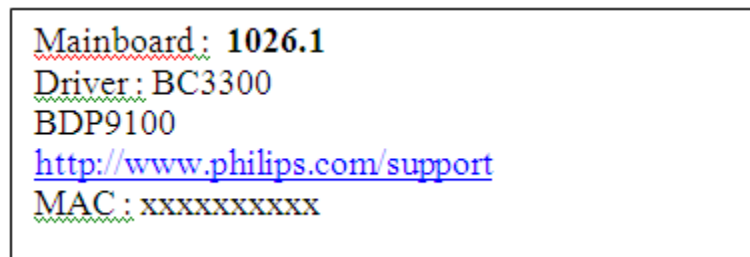 Mainboard : 1026.1
Driver : BC3300
BDP9100
http://www.philips.com/support
MAC : xxxxxxxxxx